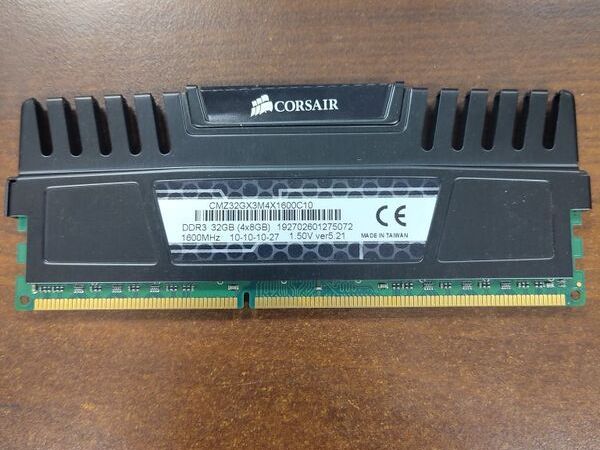 CORSAIR
CMZ32GX3M4X1600C10
DDR3 32GB (4x8GB) 192702601275072
1600MHz 10-10-10-27 1.50V ver5.21
CE
MADE IN TAIWAN